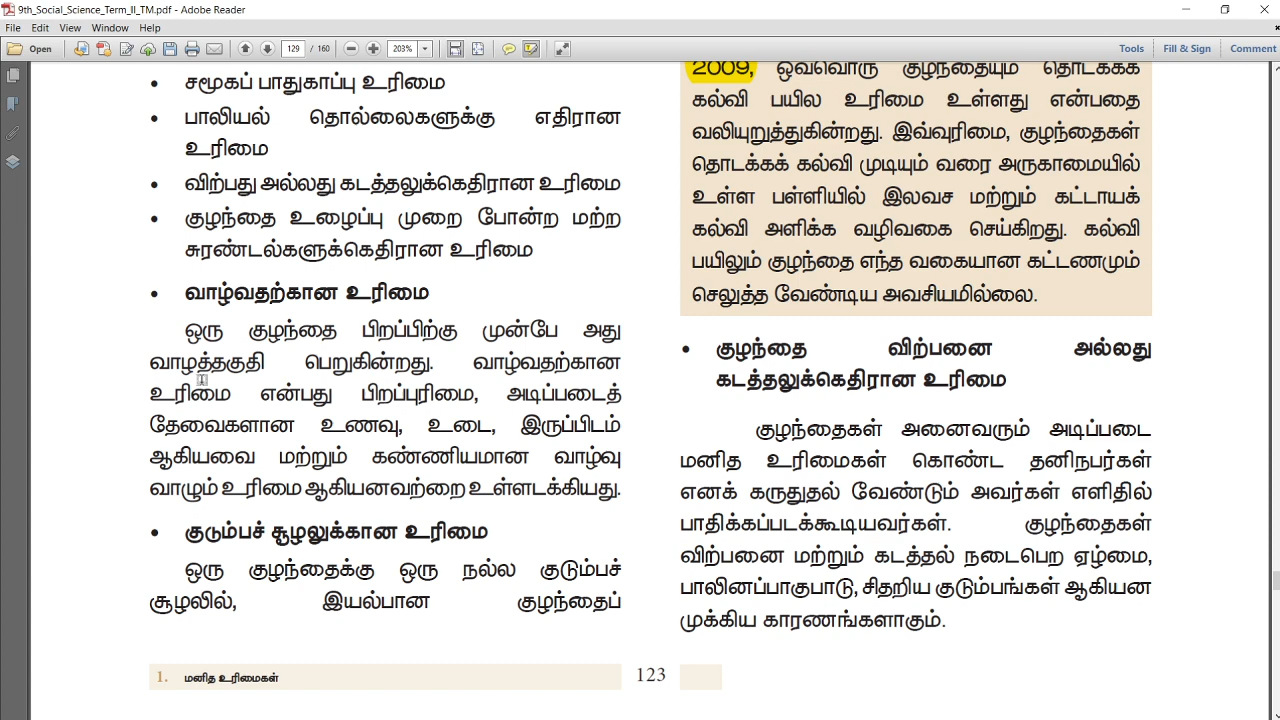 9th_Social_Science_Term_II_TM.pdf - Adobe Reader
File Edit View Window Help
Open 129 / 160 203% Tools Fill & Sign Comment
• சமூகப் பாதுகாப்பு உரிமை
• பாலியல் தொல்லைகளுக்கு எதிரான
உரிமை
• விற்பது அல்லது கடத்தலுக்கெதிரான உரிமை
• குழந்தை உழைப்பு முறை போன்ற மற்ற
சுரண்டல்களுக்கெதிரான உரிமை
• வாழ்வதற்கான உரிமை
ஒரு குழந்தை பிறப்பிற்கு முன்பே அது
வாழத்தகுதி பெறுகின்றது. வாழ்வதற்கான
உரிமை என்பது பிறப்புரிமை, அடிப்படைத்
தேவைகளான உணவு, உடை, இருப்பிடம்
ஆகியவை மற்றும் கண்ணியமான வாழ்வு
வாழும் உரிமை ஆகியனவற்றை உள்ளடக்கியது.
• குடும்பச் சூழலுக்கான உரிமை
ஒரு குழந்தைக்கு ஒரு நல்ல குடும்பச்
சூழலில், இயல்பான குழந்தைப்
2009, ஒவ்வொரு குழந்தையும் தொடக்கக்
கல்வி பயில உரிமை உள்ளது என்பதை
வலியுறுத்துகின்றது. இவ்வுரிமை, குழந்தைகள்
தொடக்கக் கல்வி முடியும் வரை அருகாமையில்
உள்ள பள்ளியில் இலவச மற்றும் கட்டாயக்
கல்வி அளிக்க வழிவகை செய்கிறது. கல்வி
பயிலும் குழந்தை எந்த வகையான கட்டணமும்
செலுத்த வேண்டிய அவசியமில்லை.
• குழந்தை விற்பனை அல்லது
கடத்தலுக்கெதிரான உரிமை
குழந்தைகள் அனைவரும் அடிப்படை
மனித உரிமைகள் கொண்ட தனிநபர்கள்
எனக் கருதுதல் வேண்டும் அவர்கள் எளிதில்
பாதிக்கப்படக்கூடியவர்கள். குழந்தைகள்
விற்பனை மற்றும் கடத்தல் நடைபெற ஏழ்மை,
பாலினப்பாகுபாடு, சிதறிய குடும்பங்கள் ஆகியன
முக்கிய காரணங்களாகும்.
1. மனித உரிமைகள் 123